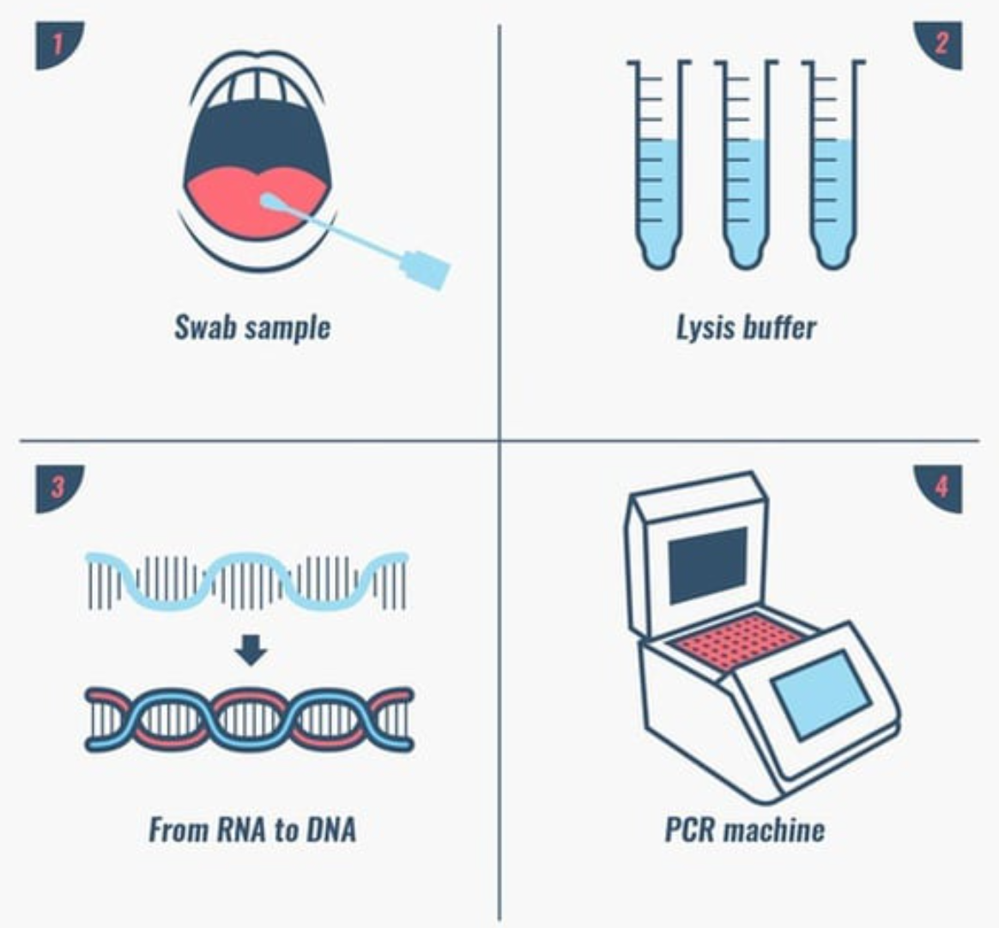 1
Swab sample
2
Lysis buffer
3
From RNA to DNA
4
PCR machine